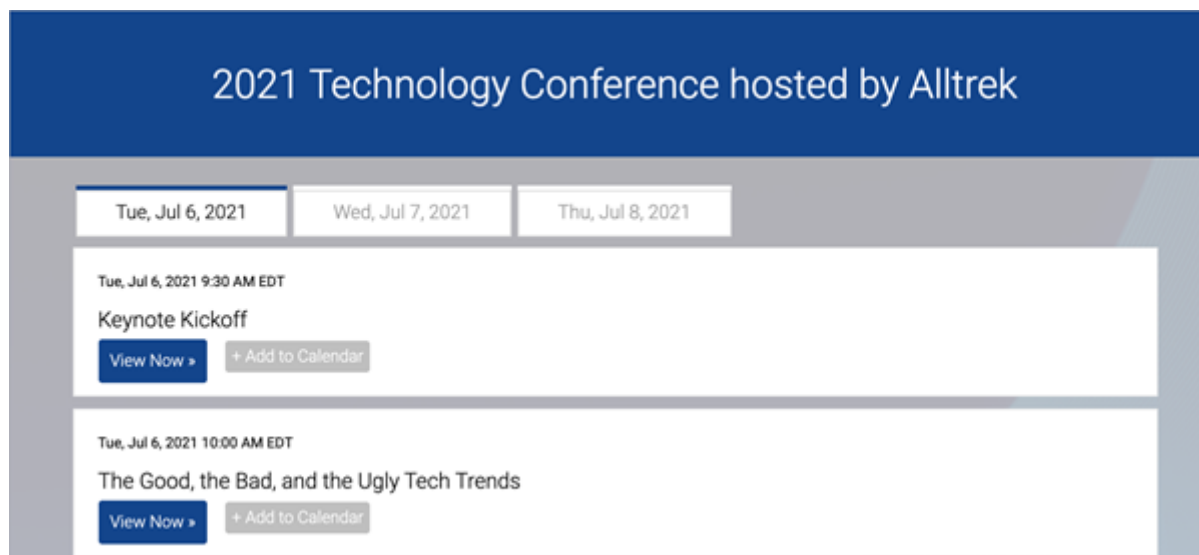 2021 Technology Conference hosted by Alltrek
Tue, Jul 6, 2021
Wed, Jul 7, 2021
Thu, Jul 8, 2021
Tue, Jul 6, 2021 9:30 AM EDT
Keynote Kickoff
View Now »
+ Add to Calendar
Tue, Jul 6, 2021 10:00 AM EDT
The Good, the Bad, and the Ugly Tech Trends
View Now »
+ Add to Calendar